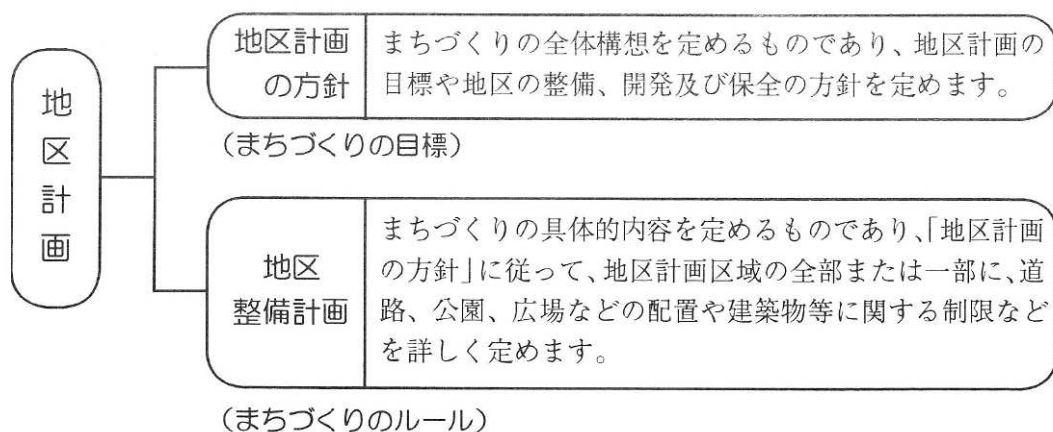 地区計画
地区計画
の方針
まちづくりの全体構想を定めるものであり、地区計画の
目標や地区の整備、開発及び保全の方針を定めます。
(まちづくりの目標)
地区
整備計画
まちづくりの具体的内容を定めるものであり、「地区計画
の方針」に従って、地区計画区域の全部または一部に、道
路、公園、広場などの配置や建築物等に関する制限など
を詳しく定めます。
(まちづくりのルール)